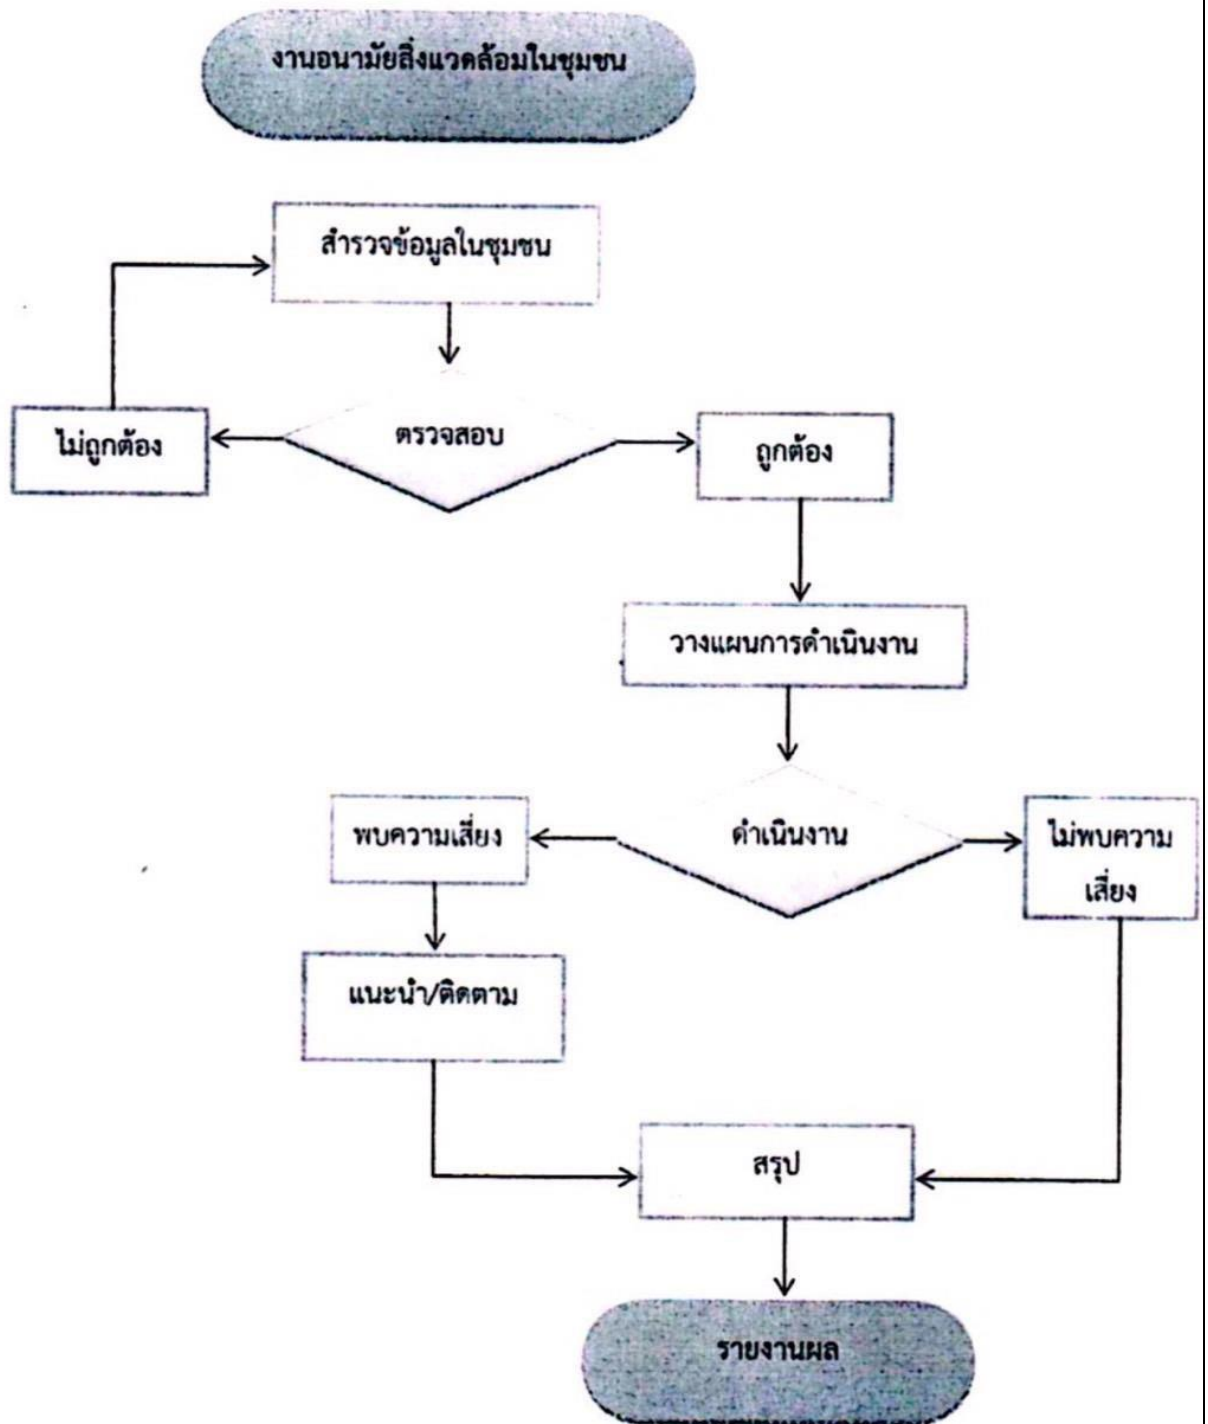 งานอนามัยสิ่งแวดล้อมในชุมชน
สำรวจข้อมูลในชุมชน
ไม่ถูกต้อง
ตรวจสอบ
ถูกต้อง
วางแผนการดำเนินงาน
พบความเสี่ยง
ดำเนินงาน
ไม่พบความ
เสี่ยง
แนะนำ/ติดตาม
สรุป
รายงานผล